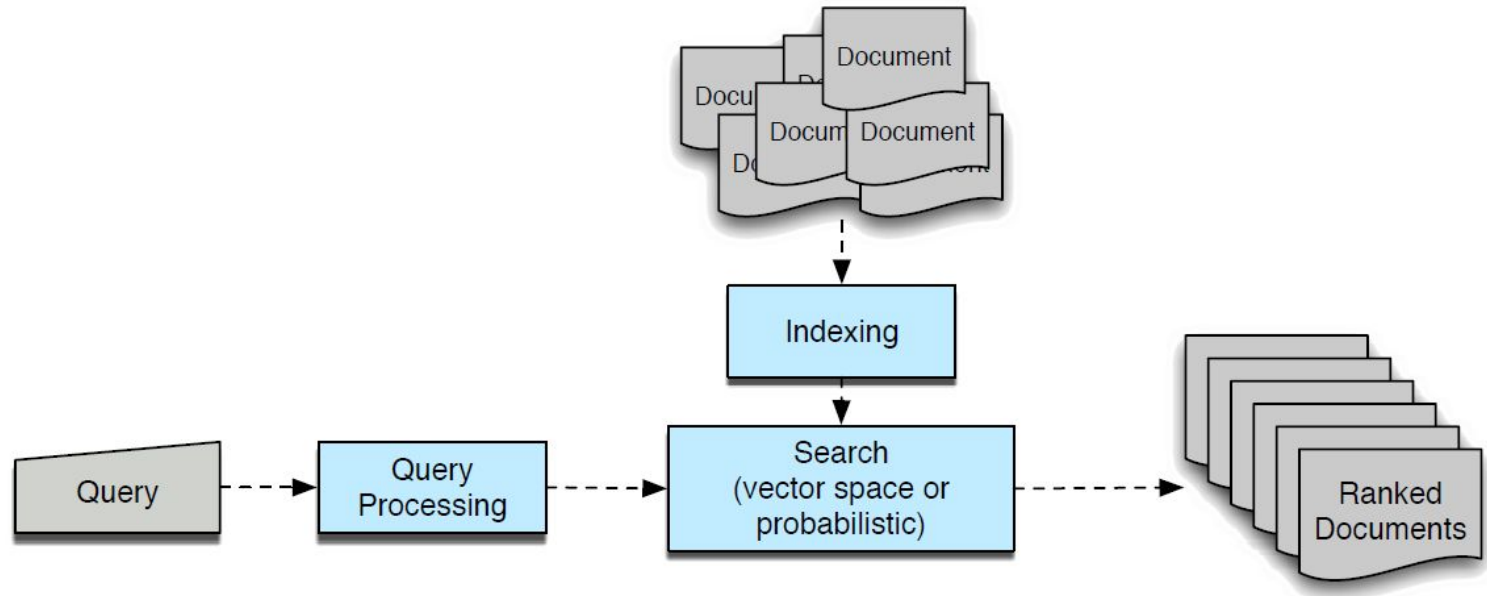 Document
Document
Indexing
Query
Query
Processing
Search
(vector space or
probabilistic)
Ranked
Documents